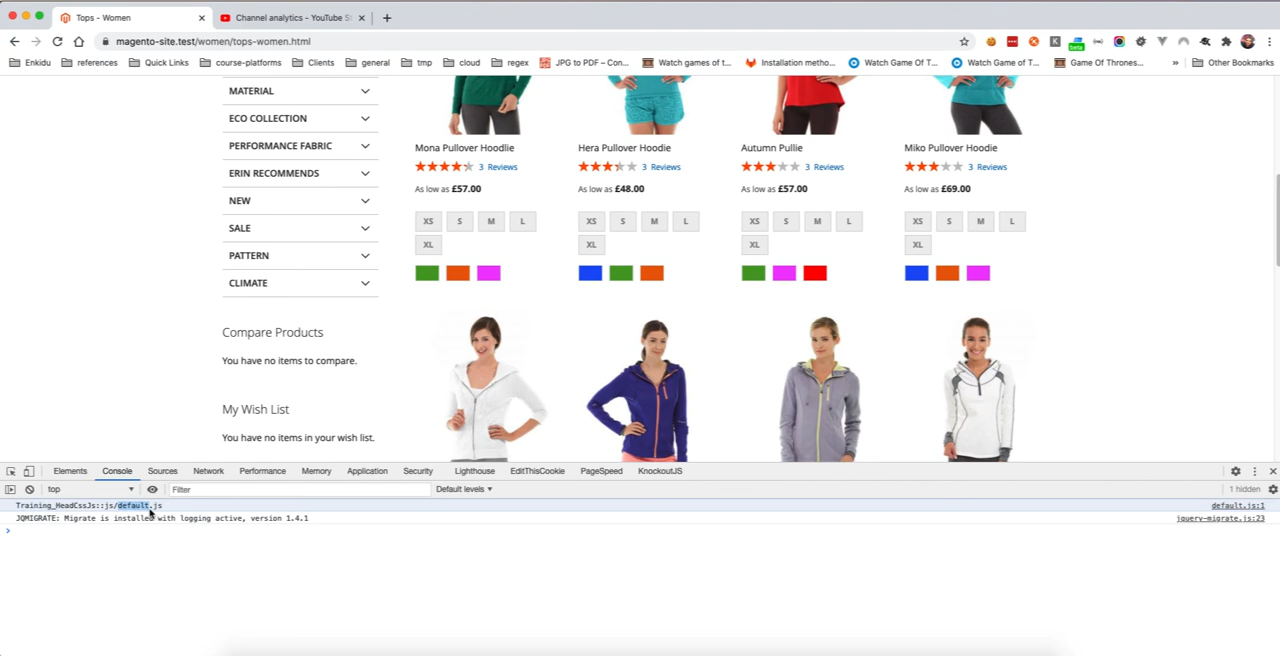 Tops - Women
Channel analytics - YouTube S
magento-site.test/women/tops-women.html
beta
Enkidu references Quick Links course-platforms Clients general tmp cloud regex JPG to PDF – Con... Watch games of t... Installation metho... Watch Game Of T... Watch Game of T... Game Of Thrones... » Other Bookmarks
MATERIAL
ECO COLLECTION
PERFORMANCE FABRIC
ERIN RECOMMENDS
NEW
SALE
PATTERN
CLIMATE
Compare Products
You have no items to compare.
My Wish List
You have no items in your wish list.
Mona Pullover Hoodlie Hera Pullover Hoodie Autumn Pullie Miko Pullover Hoodie
3 Reviews 3 Reviews 3 Reviews 3 Reviews
As low as £57.00 As low as £48.00 As low as £57.00 As low as £69.00
XS S M L XS S M L XS S M L XS S M L
XL XL XL XL
Elements Console Sources Network Performance Memory Application Security Lighthouse EditThisCookie PageSpeed KnockoutJS
top Filter Default levels 1 hidden
Training_HeadCssJs::js/default.js default.js:1
JQMIGRATE: Migrate is installed with logging active, version 1.4.1 jquery-migrate.js:23